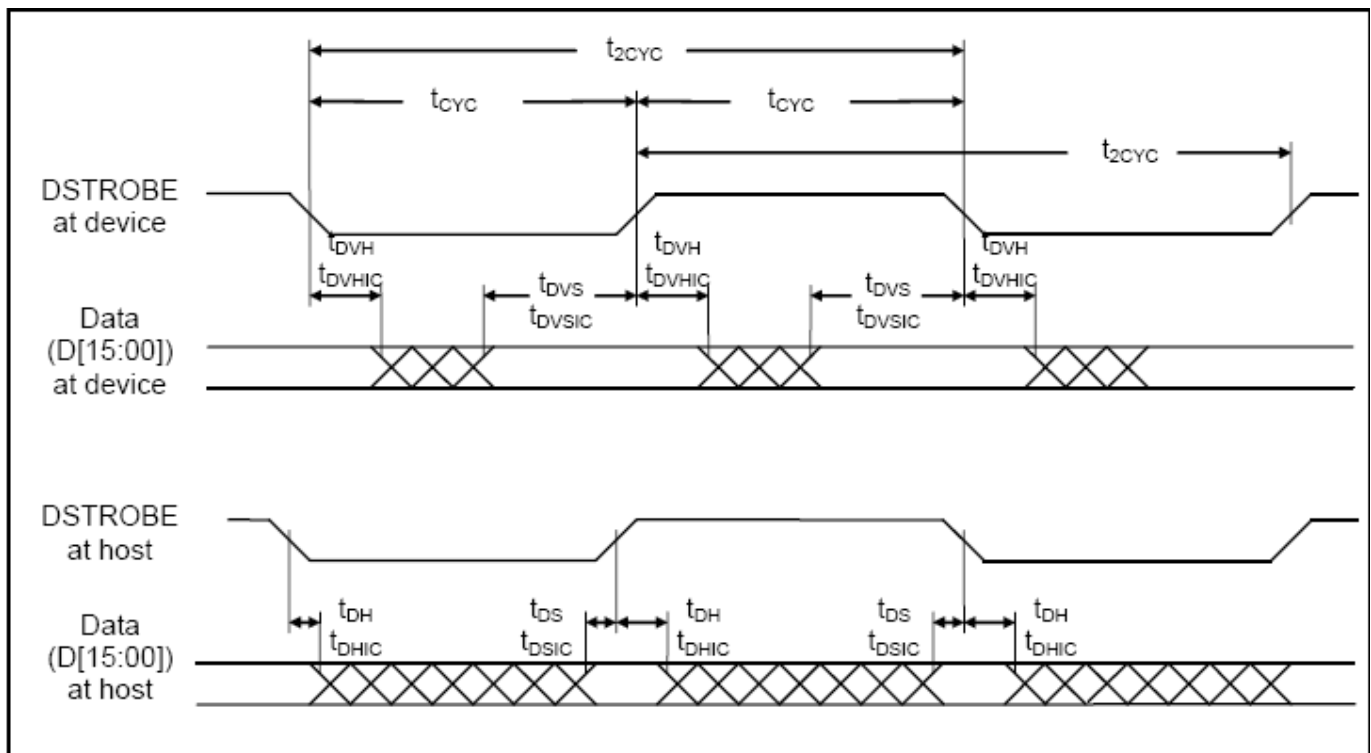 t2CYC
tCYC tCYC
t2CYC
DSTROBE
at device
tDVH tDVH tDVH
tDVHIC tDVS tDVHIC tDVS tDVHIC
tDVSIC tDVSIC
Data
(D[15:00])
at device
DSTROBE
at host
tDH tDS tDH tDS tDH
tDHIC tDSIC tDHIC tDSIC tDHIC
Data
(D[15:00])
at host